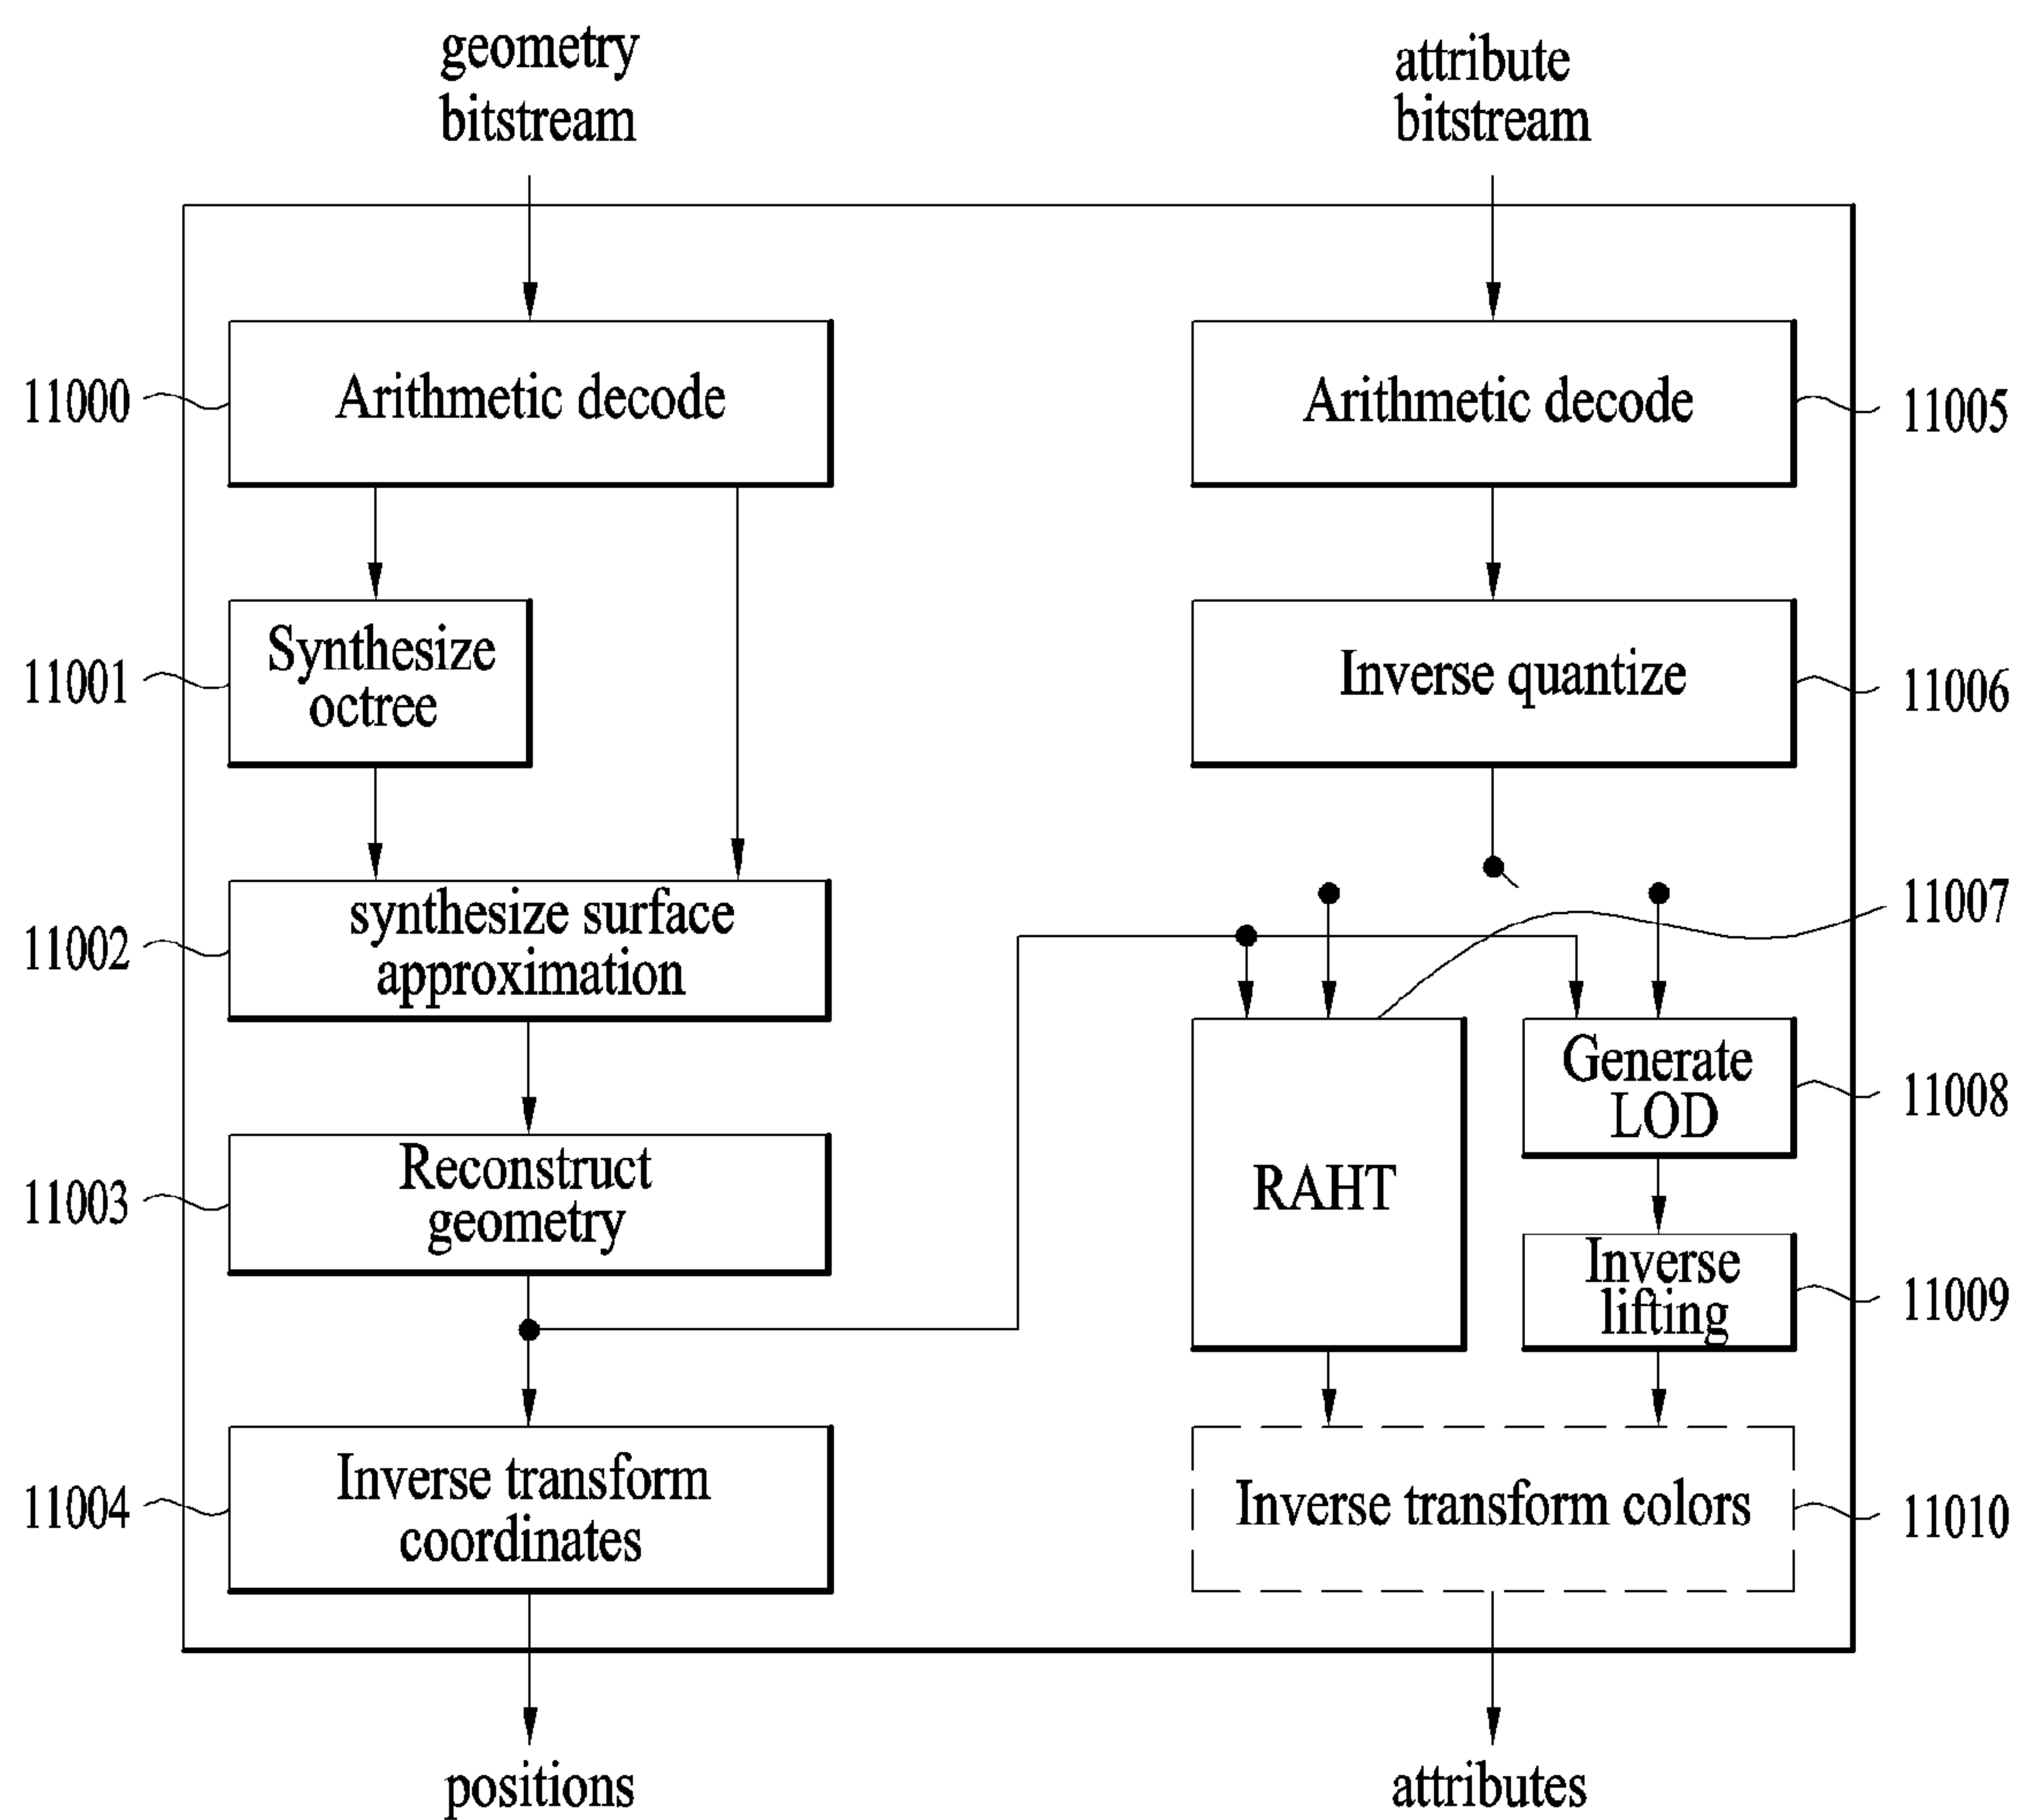 geometry
bitstream
attribute
bitstream
11000
Arithmetic decode
Arithmetic decode
11005
11001
Synthesize
octree
Inverse quantize
11006
11002
synthesize surface
approximation
11007
11003
Reconstruct
geometry
RAHT
Generate
LOD
11008
Inverse
lifting
11009
11004
Inverse transform
coordinates
Inverse transform colors
11010
positions
attributes